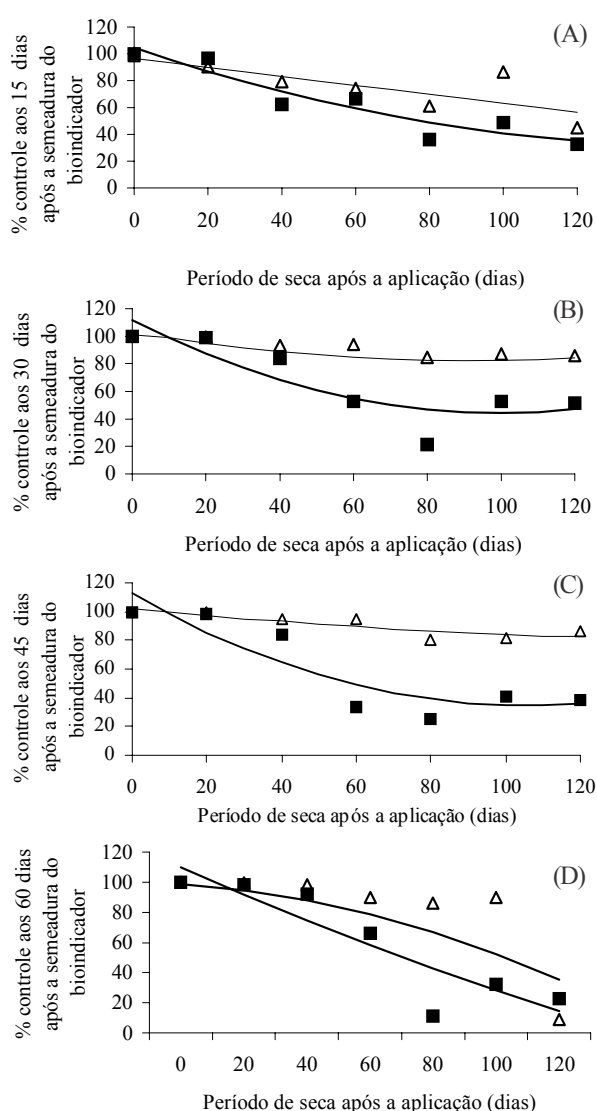 (A)
% controle aos 15 dias
após a semeadura do
bioindicador
120
100
80
60
40
20
0
0 20 40 60 80 100 120
Período de seca após a aplicação (dias)
(B)
% controle aos 30 dias
após a semeadura do
bioindicador
120
100
80
60
40
20
0
0 20 40 60 80 100 120
Período de seca após a aplicação (dias)
(C)
% controle aos 45 dias
após a semeadura do
bioindicador
120
100
80
60
40
20
0
0 20 40 60 80 100 120
Período de seca após a aplicação (dias)
(D)
% controle aos 60 dias
após a semeadura do
bioindicador
120
100
80
60
40
20
0
0 20 40 60 80 100 120
Período de seca após a aplicação (dias)